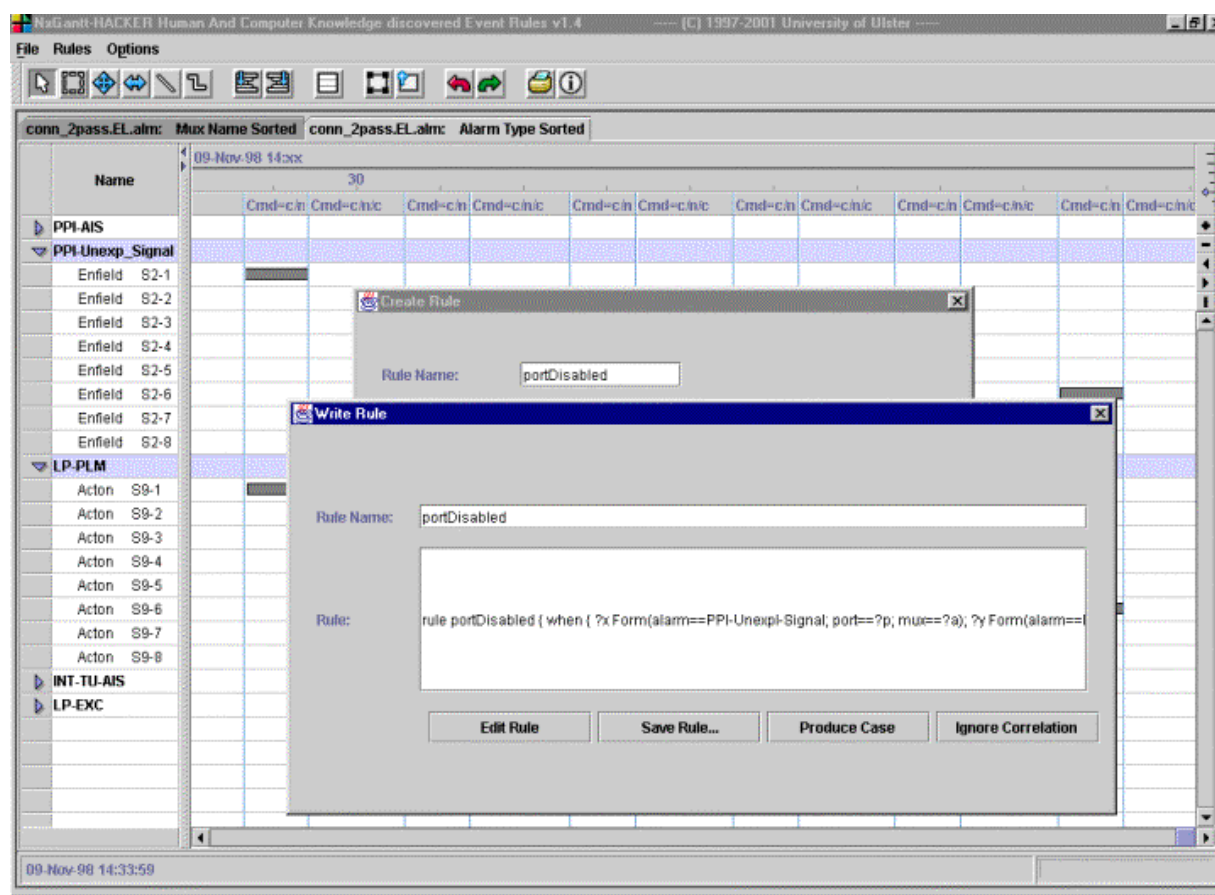 NxGantt-HACKER Human And Computer Knowledge discovered Event Rules v1.4 ----- (C) 1997-2001 University of Ulster -----
File Rules Options
conn_2pass.EL.alm: Mux Name Sorted conn_2pass.EL.alm: Alarm Type Sorted
09-Nov-98 14:xx
Name
30
Cmd=c/n Cmd=c/n/c Cmd=c/n Cmd=c/n/c Cmd=c/n Cmd=c/n/c Cmd=c/n Cmd=c/n/c Cmd=c/n Cmd=c/n/c Cmd=c/n Cmd=c/n/c
PPI-AIS
PPI-Unexp_Signal
Enfield S2-1
Enfield S2-2
Create Rule
Enfield S2-3
Enfield S2-4
Enfield S2-5
Rule Name: portDisabled
Enfield S2-6
Enfield S2-7
Write Rule
Enfield S2-8
LP-PLM
Acton S9-1
Acton S9-2
Rule Name: portDisabled
Acton S9-3
Acton S9-4
Acton S9-5
Acton S9-6
Rule: rule portDisabled { when { ?x Form(alarm==PPI-Unexpl-Signal; port==?p; mux==?a); ?y Form(alarm==
Acton S9-7
Acton S9-8
INT-TU-AIS
LP-EXC
Edit Rule Save Rule... Produce Case Ignore Correlation
09-Nov-98 14:33:59